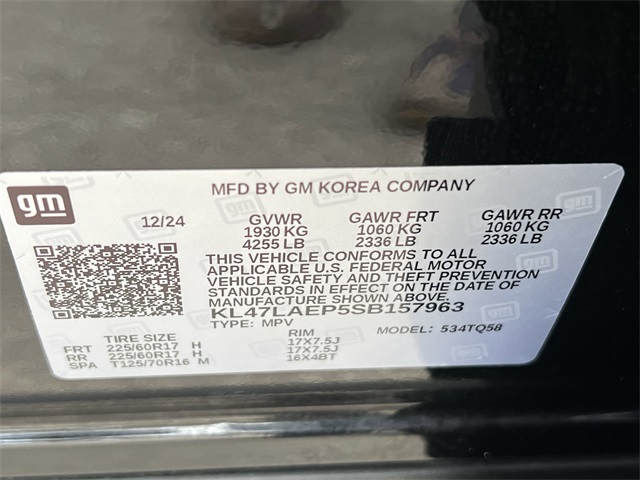 gm
MFD BY GM KOREA COMPANY
12/24 GVWR GAWR FRT GAWR RR
1930 KG 1060 KG 1060 KG
4255 LB 2336 LB 2336 LB
THIS VEHICLE CONFORMS TO ALL
APPLICABLE U.S. FEDERAL MOTOR
VEHICLE SAFETY AND THEFT PREVENTION
STANDARDS IN EFFECT ON THE DATE OF
MANUFACTURE SHOWN ABOVE.
KL47LAEP5SB157963
TYPE: MPV MODEL: 534TQ58
TIRE SIZE RIM
FRT 225/60R17 H 17X7.5J
RR 225/60R17 H 17X7.5J
SPA T125/70R16 M 16X4BT